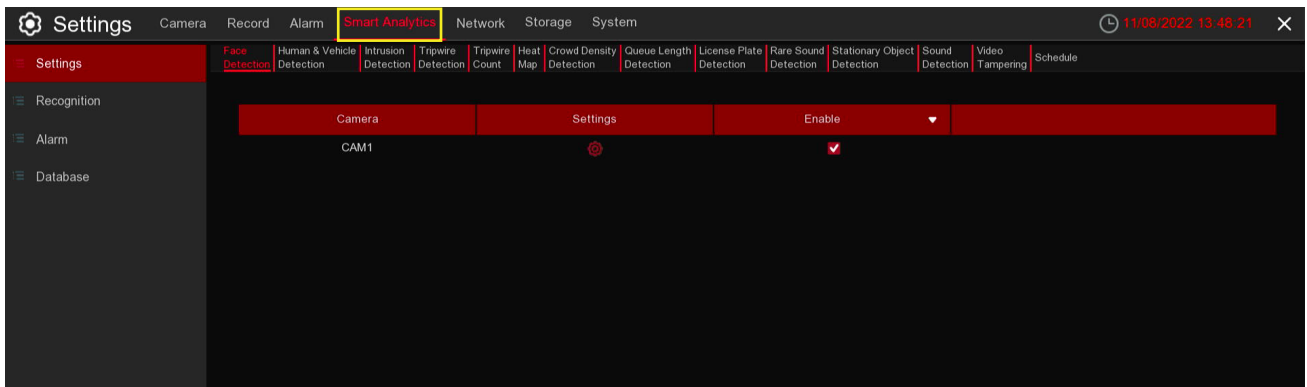 Settings Camera Record Alarm Smart Analytics Network Storage System 11/08/2022 13:48:21
Settings
Recognition
Alarm
Database
Face Detection
Human & Vehicle Detection
Intrusion Detection
Tripwire Detection
Tripwire Count
Heat Map
Crowd Density Detection
Queue Length Detection
License Plate Detection
Rare Sound Detection
Stationary Object Detection
Sound Detection
Video Tampering
Schedule
Camera Settings Enable
CAM1